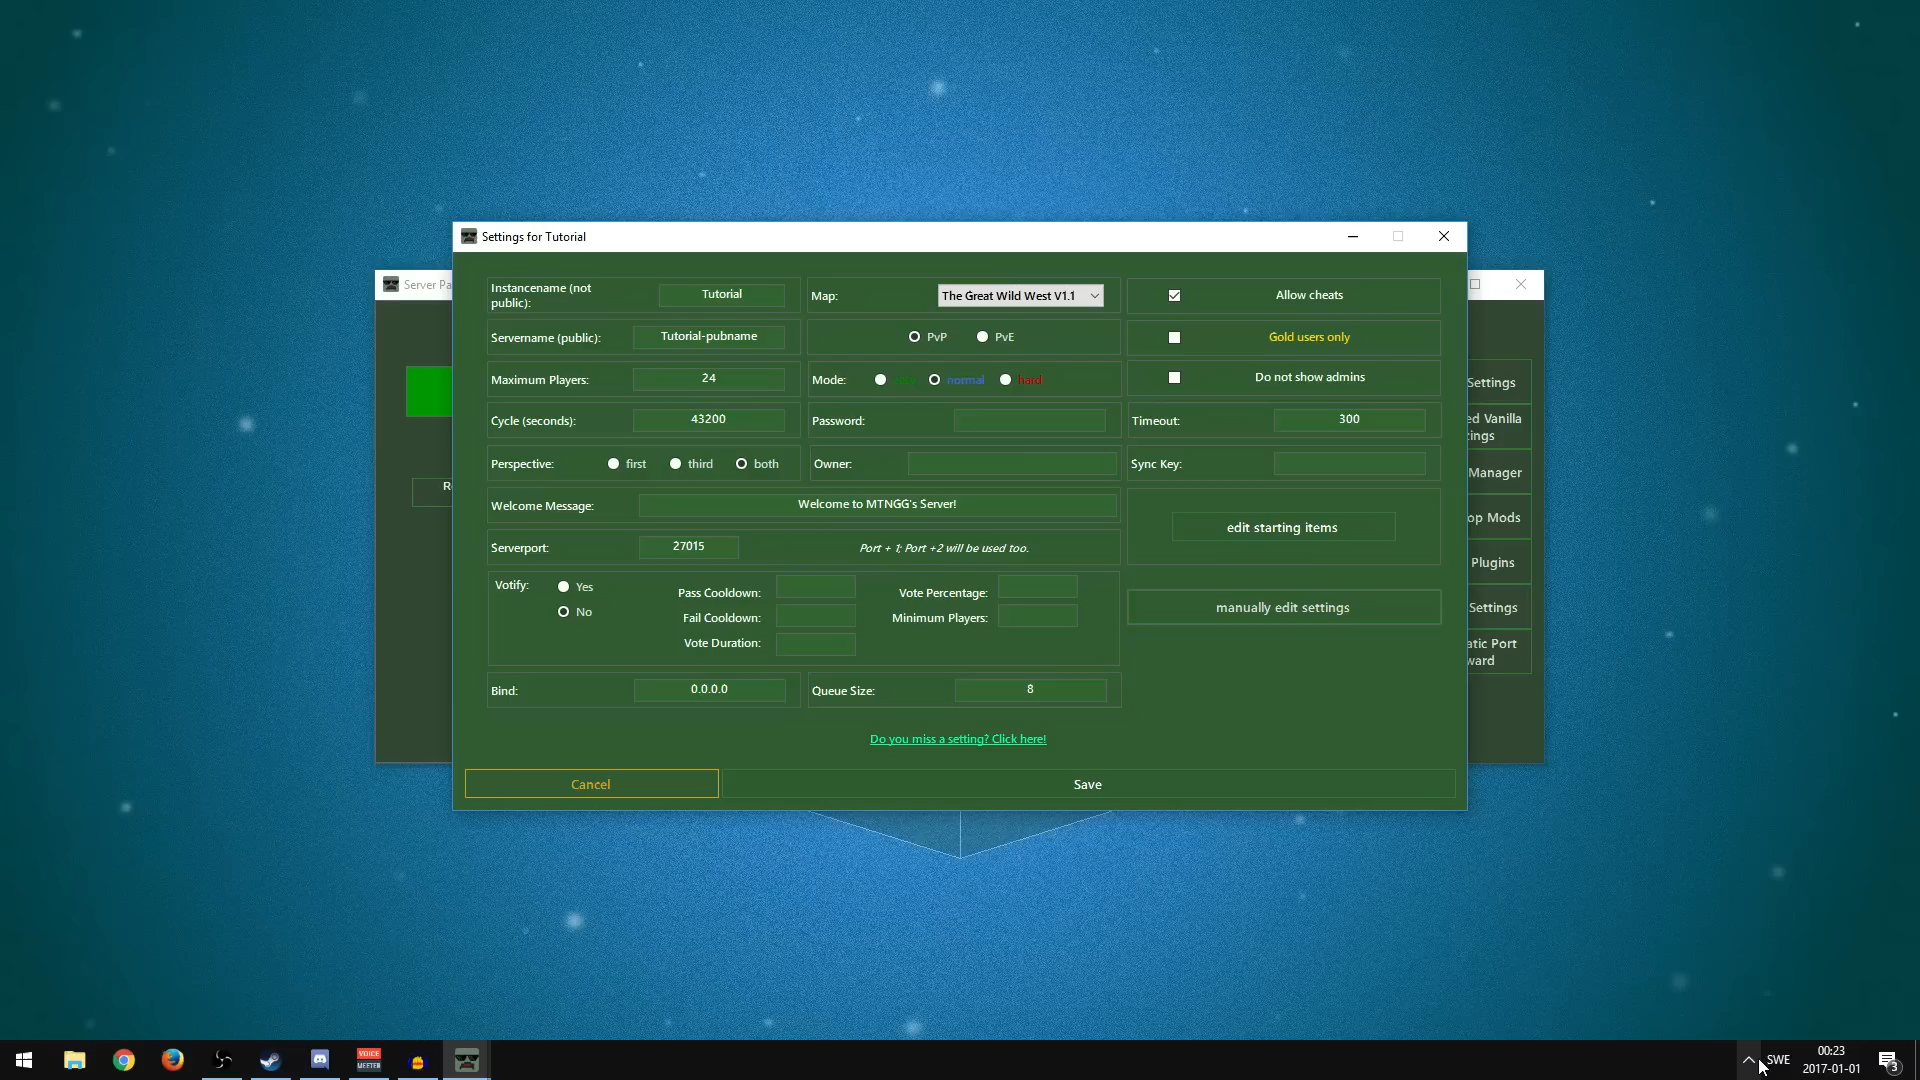 Settings for Tutorial
Server Pa
Instancename (not
public):
Tutorial
Map:
The Great Wild West V1.1
Allow cheats
Servername (public):
Tutorial-pubname
PvP
PvE
Gold users only
Maximum Players:
24
Mode:
normal
hard
Do not show admins
Cycle (seconds):
43200
Password:
Timeout:
300
Perspective:
first
third
both
Owner:
Sync Key:
Welcome Message:
Welcome to MTNGG's Server!
edit starting items
Serverport:
27015
Port + 1; Port +2 will be used too.
Votify:
Yes
No
Pass Cooldown:
Fail Cooldown:
Vote Duration:
Vote Percentage:
Minimum Players:
manually edit settings
Bind:
0.0.0.0
Queue Size:
8
Do you miss a setting? Click here!
Cancel
Save
R
Settings
ed Vanilla
ings
Manager
op Mods
Plugins
Settings
atic Port
ward
VOICE
MEETER
SWE
00:23
2017-01-01
3